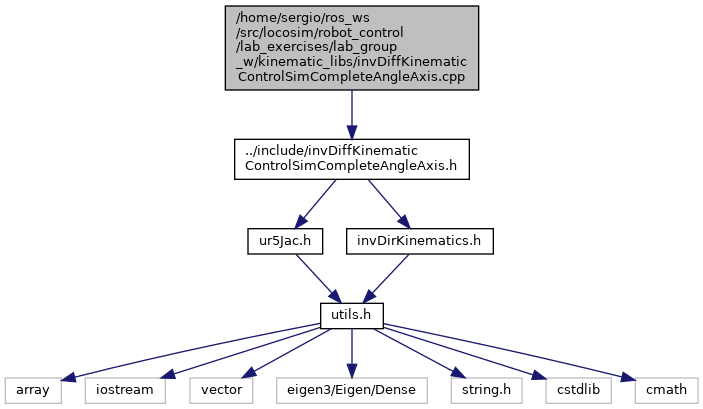 /home/sergio/ros_ws
/src/locosim/robot_control
/lab_exercises/lab_group
_w/kinematic_libs/invDiffKinematic
ControlSimCompleteAngleAxis.cpp
../include/invDiffKinematic
ControlSimCompleteAngleAxis.h
ur5Jac.h
invDirKinematics.h
utils.h
array
iostream
vector
eigen3/Eigen/Dense
string.h
cstdlib
cmath